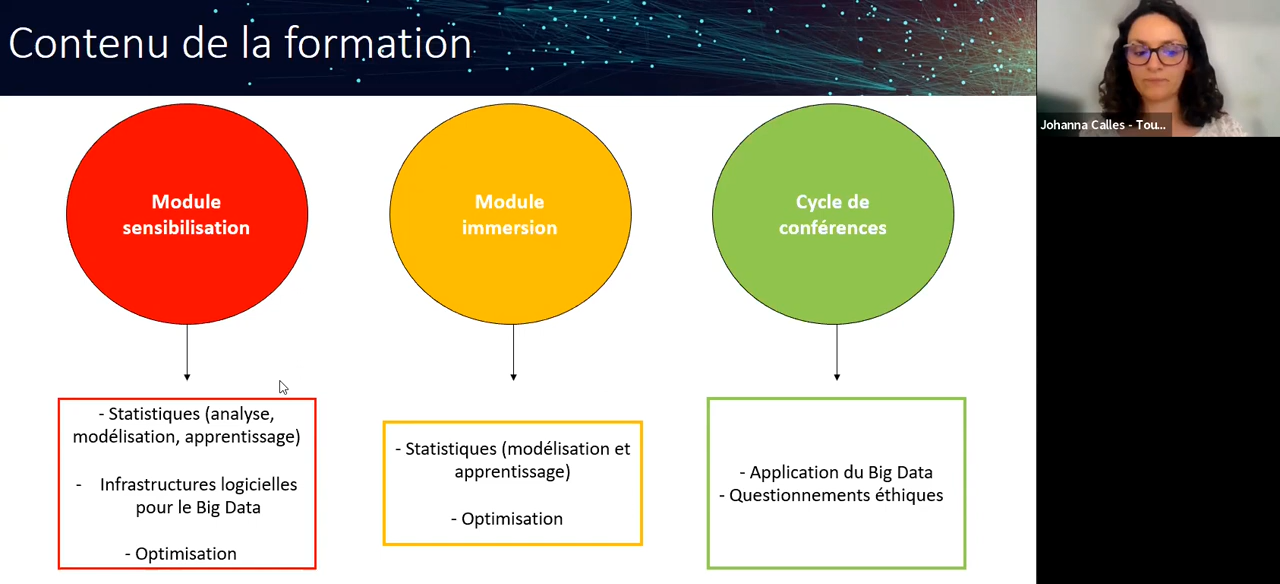 Contenu de la formation
Johanna Calles - Tou...
Module
sensibilisation
Module
immersion
Cycle de
conférences
- Statistiques (analyse,
modélisation, apprentissage)
- Infrastructures logicielles
pour le Big Data
- Optimisation
- Statistiques (modélisation et
apprentissage)
- Optimisation
- Application du Big Data
- Questionnements éthiques